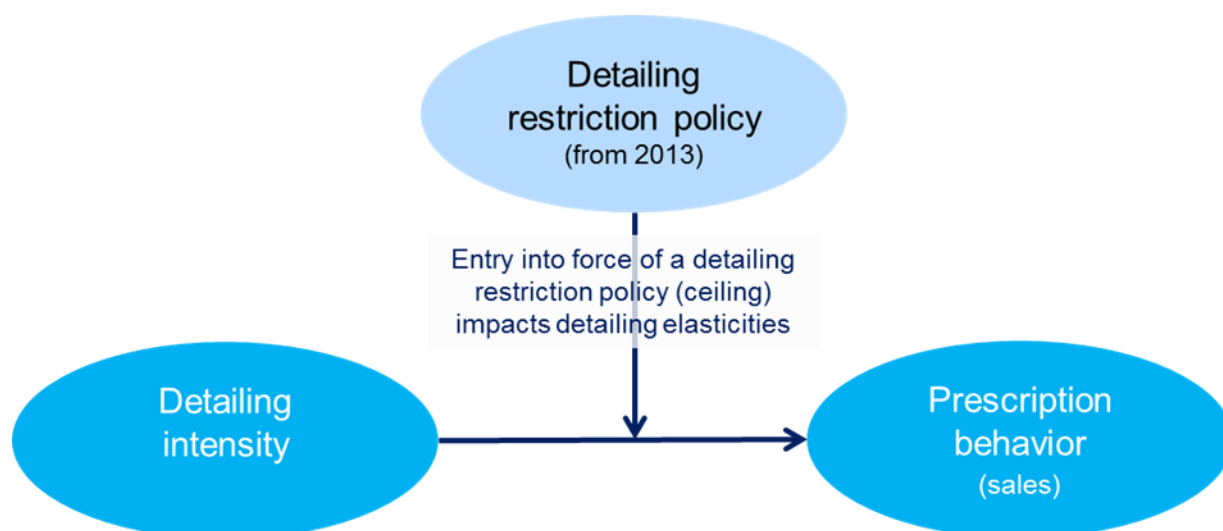 Detailing
restriction policy
(from 2013)
Entry into force of a detailing
restriction policy (ceiling)
impacts detailing elasticities
Detailing
intensity
Prescription
behavior
(sales)